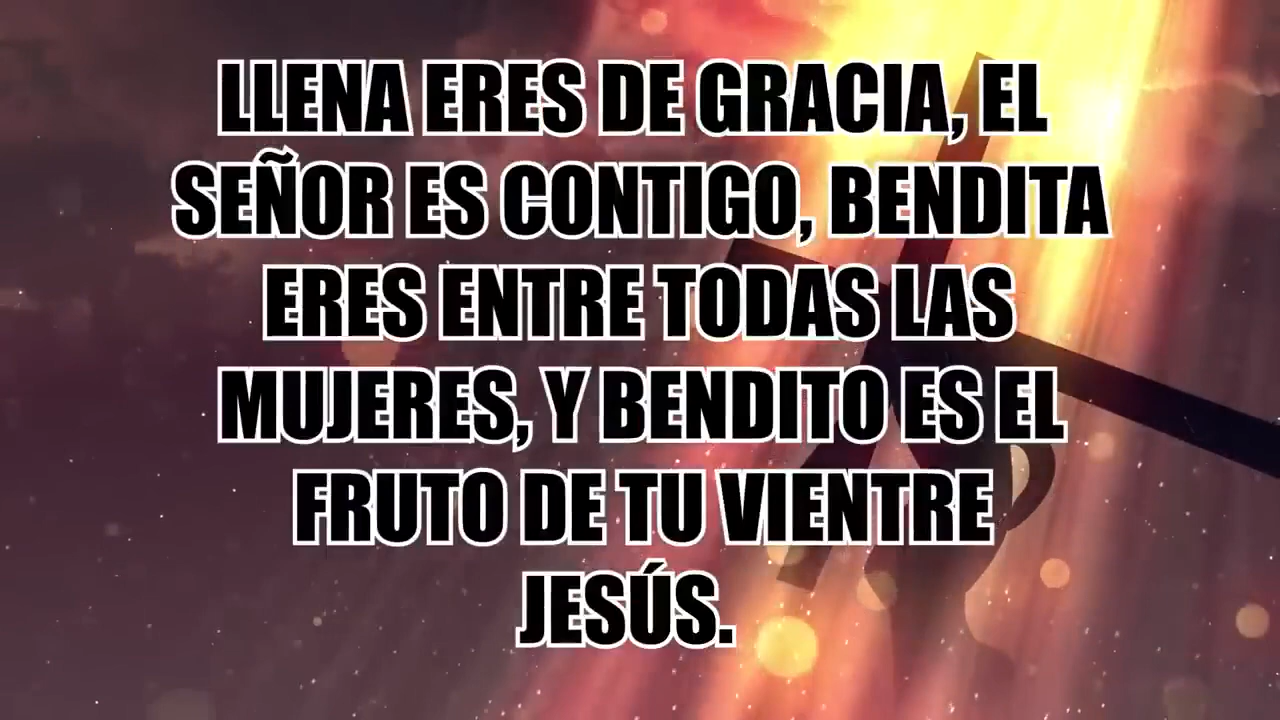 LLENA ERES DE GRACIA, EL
SEÑOR ES CONTIGO, BENDITA
ERES ENTRE TODAS LAS
MUJERES, Y BENDITO ES EL
FRUTO DE TU VIENTRE
JESÚS.